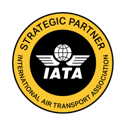 STRATEGIC PARTNER
IATA
INTERNATIONAL AIR TRANSPORT ASSOCIATION